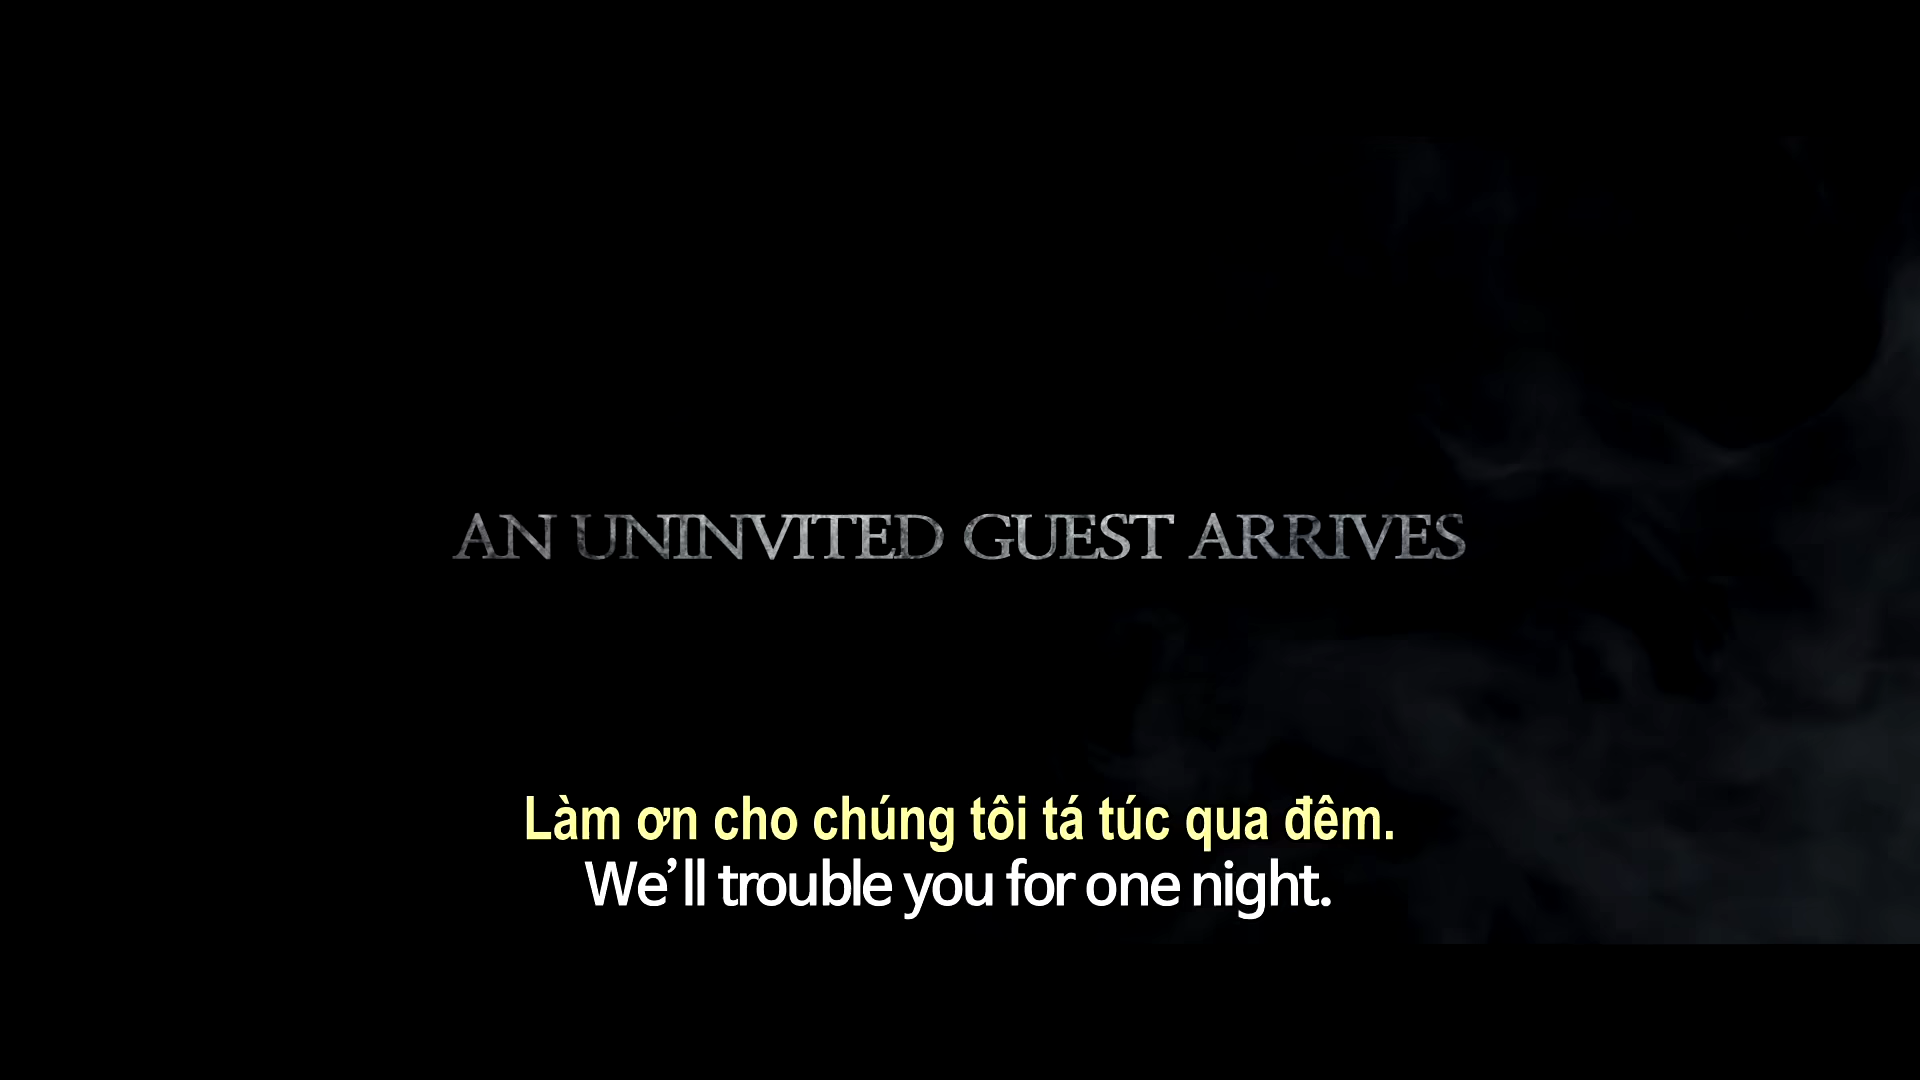 AN UNINVITED GUEST ARRIVES
Làm ơn cho chúng tôi tá túc qua đêm.
We'll trouble you for one night.